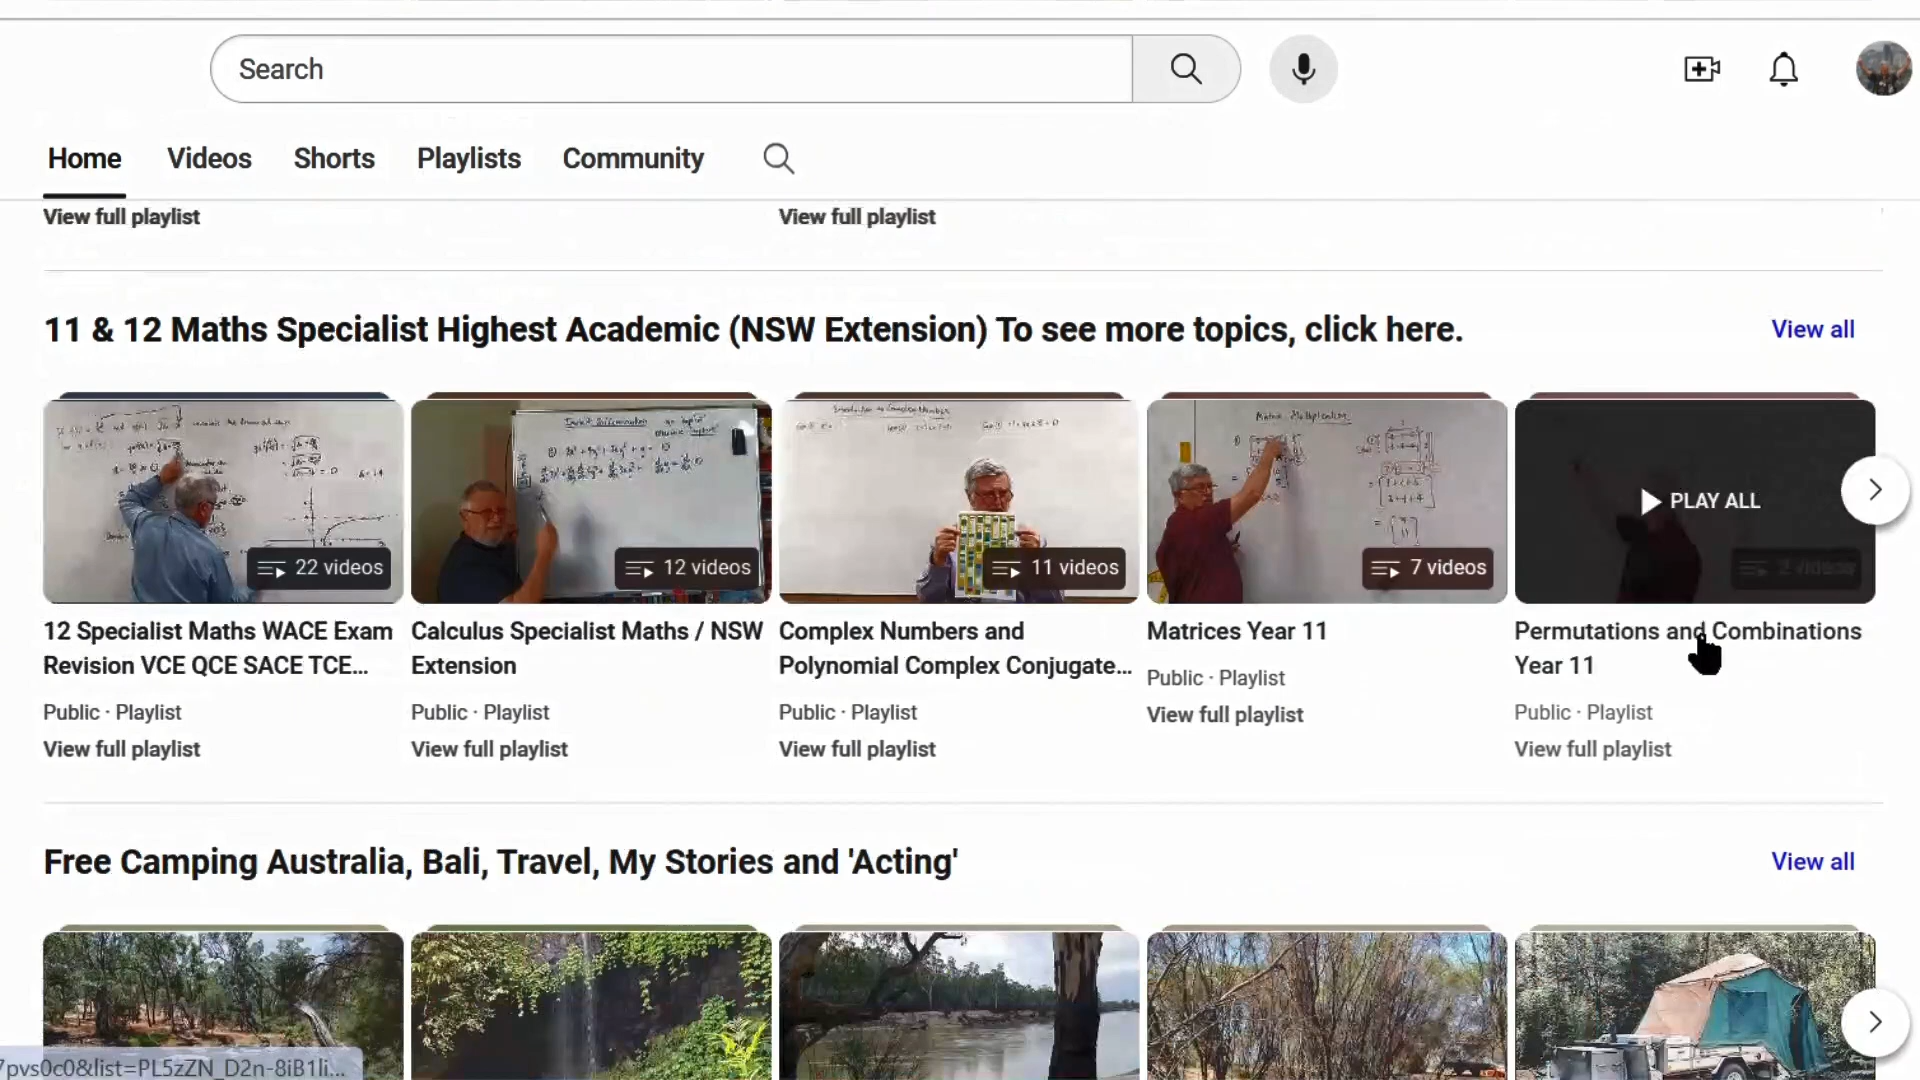 Search
Home Videos Shorts Playlists Community
View full playlist View full playlist
11 & 12 Maths Specialist Highest Academic (NSW Extension) To see more topics, click here. View all
Matrix Multiplication
PLAY ALL
22 videos 12 videos 11 videos 7 videos 2 videos
12 Specialist Maths WACE Exam Calculus Specialist Maths / NSW Complex Numbers and Matrices Year 11 Permutations and Combinations
Revision VCE QCE SACE TCE... Extension Polynomial Complex Conjugate... Year 11
Public · Playlist Public · Playlist Public · Playlist Public · Playlist Public · Playlist
View full playlist View full playlist View full playlist View full playlist View full playlist
Free Camping Australia, Bali, Travel, My Stories and 'Acting' View all
7pvs0c0&list=PL5zZN_D2n-8iB1li...